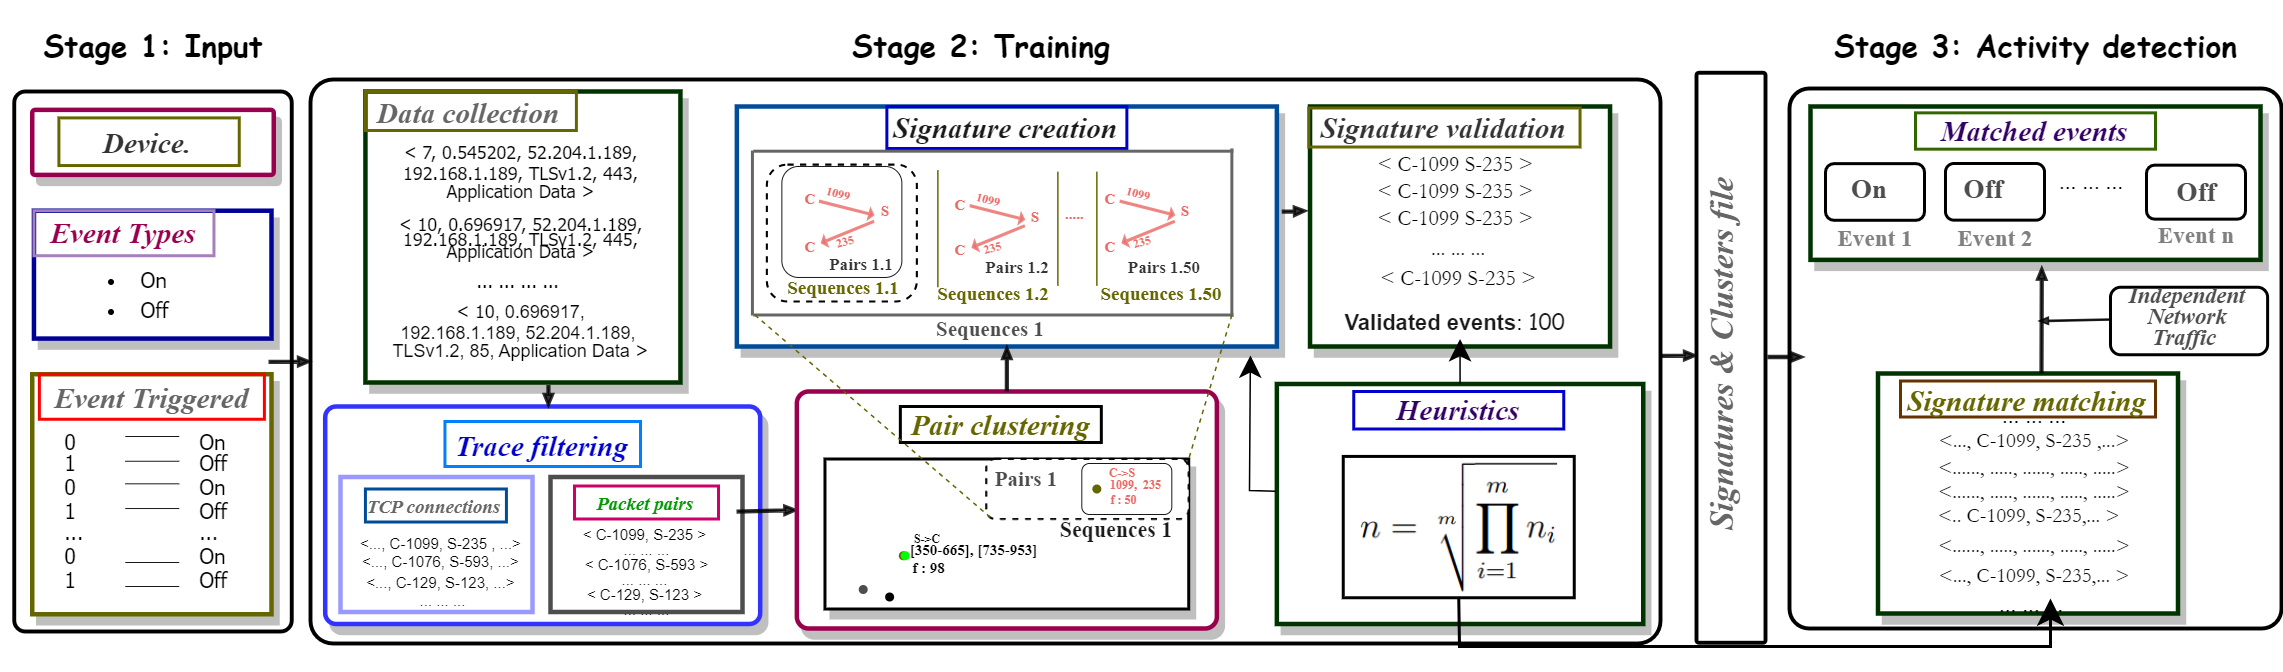 Stage 1: Input
Device.
Event Types
• On
• Off
Event Triggered
0 On
1 Off
0 On
1 Off
... ...
0 On
1 Off
Stage 2: Training
Data collection
< 7, 0.545202, 52.204.1.189,
192.168.1.189, TLSv1.2, 443,
Application Data >
< 10, 0.696917, 52.204.1.189,
192.168.1.189, TLSv1.2, 445,
Application Data >
... ... ... ...
< 10, 0.696917,
192.168.1.189, 52.204.1.189,
TLSv1.2, 85, Application Data >
Trace filtering
TCP connections
<..., C-1099, S-235 , ...>
<..., C-1076, S-593, ...>
<..., C-129, S-123, ...>
... ... ...
Packet pairs
< C-1099, S-235 >
... ... ...
< C-1076, S-593 >
... ... ...
< C-129, S-123 >
... ... ...
Signature creation
C 1099 S
C 235
Pairs 1.1
Sequences 1.1
C 1099 S
C 235
Pairs 1.2
Sequences 1.2
.....
C 1099 S
C 235
Pairs 1.50
Sequences 1.50
Sequences 1
Pair clustering
Pairs 1
C->S
1099, 235
f : 50
Sequences 1
S->C
[350-665], [735-953]
f : 98
Signature validation
< C-1099 S-235 >
< C-1099 S-235 >
< C-1099 S-235 >
... ... ...
< C-1099 S-235 >
Validated events: 100
Heuristics
n = \sqrt[m]{\prod_{i=1}^{m} n_i}
Signatures & Clusters file
Stage 3: Activity detection
Matched events
On
Event 1
Off
Event 2
... ... ...
Off
Event n
Independent
Network
Traffic
Signature matching
... ... ...
<..., C-1099, S-235 ,...>
<......, ...., ......, ....., ....>
<......, ...., ......, ....., ....>
<.. C-1099, S-235,... >
<......, ...., ......, ....., ....>
<..., C-1099, S-235,... >
... ... ...